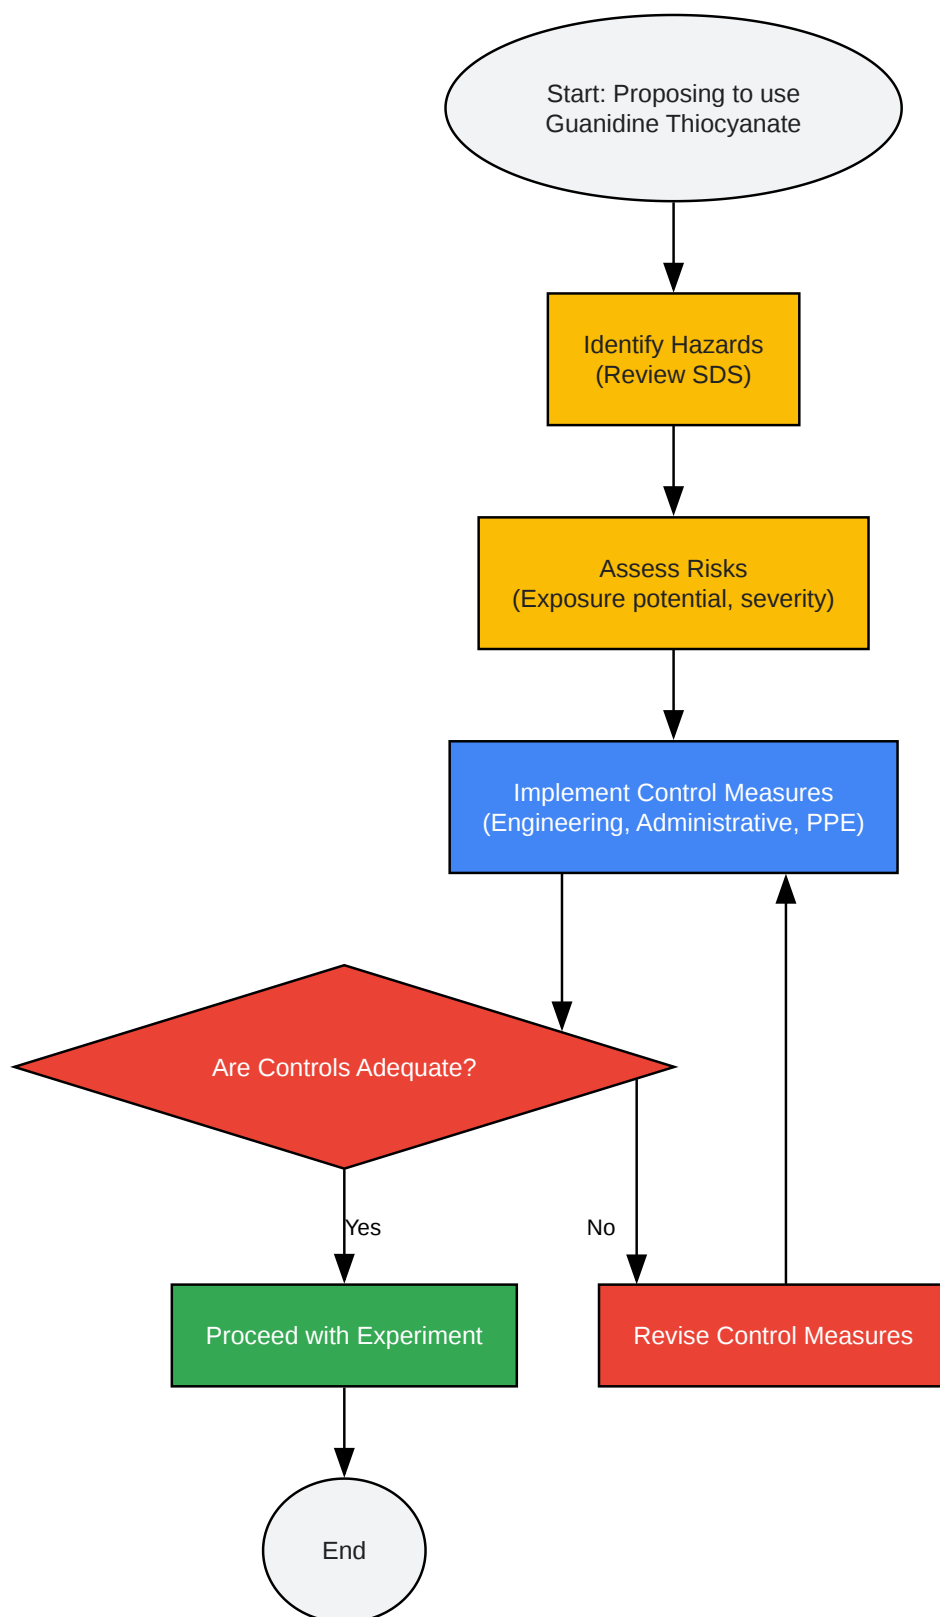 Start: Proposing to use
Guanidine Thiocyanate
Identify Hazards
(Review SDS)
Assess Risks
(Exposure potential, severity)
Implement Control Measures
(Engineering, Administrative, PPE)
Are Controls Adequate?
Yes
No
Proceed with Experiment
Revise Control Measures
End